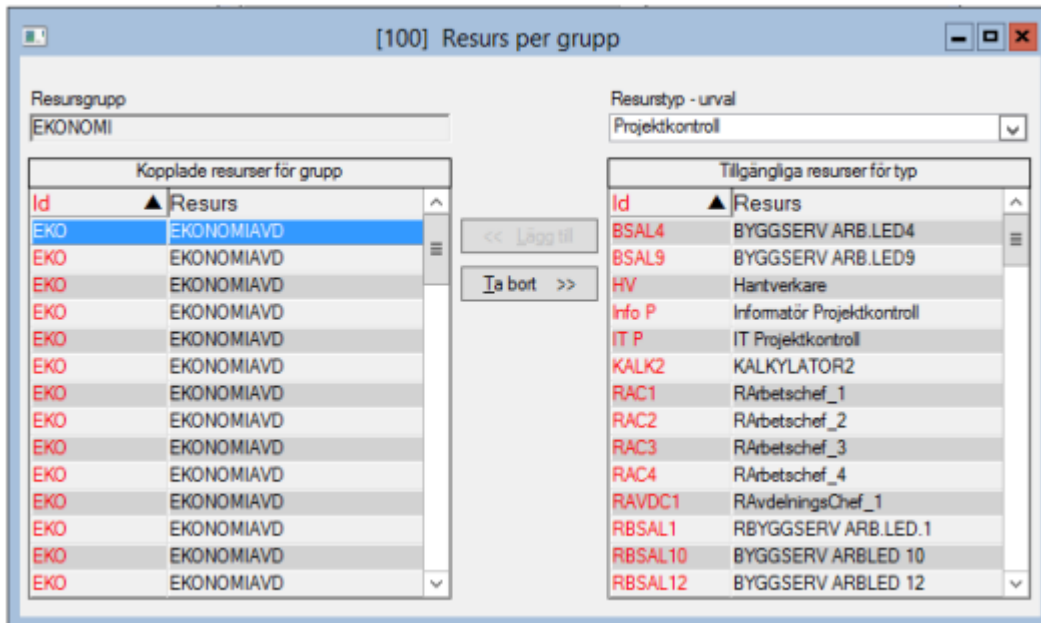 [100] Resurs per grupp
Resursgrupp
EKONOMI
Resurstyp - urval
Projektkontroll
Kopplade resurser för grupp
Id Resurs
EKO EKONOMIAVD
EKO EKONOMIAVD
EKO EKONOMIAVD
EKO EKONOMIAVD
EKO EKONOMIAVD
EKO EKONOMIAVD
EKO EKONOMIAVD
EKO EKONOMIAVD
EKO EKONOMIAVD
EKO EKONOMIAVD
EKO EKONOMIAVD
EKO EKONOMIAVD
EKO EKONOMIAVD
EKO EKONOMIAVD
<< Lägg till
Ta bort >>
Tillgängliga resurser för typ
Id Resurs
BSAL4 BYGGSERV ARB.LED4
BSAL9 BYGGSERV ARB.LED9
HV Hantverkare
Info P Informatör Projektkontroll
IT P IT Projektkontroll
KALK2 KALKYLATOR2
RAC1 RArbetschef_1
RAC2 RArbetschef_2
RAC3 RArbetschef_3
RAC4 RArbetschef_4
RAVDC1 RAvdelningsChef_1
RBSAL1 RBYGGSERV ARB.LED.1
RBSAL10 BYGGSERV ARBLED 10
RBSAL12 BYGGSERV ARBLED 12